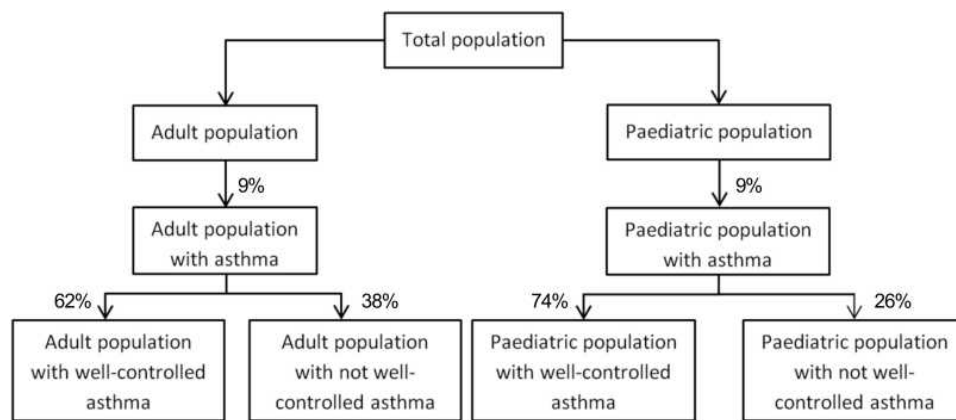 Total population
Adult population
Paediatric population
9%
9%
Adult population
with asthma
Paediatric population
with asthma
62%
38%
74%
26%
Adult population
with well-controlled
asthma
Adult population
with not well-
controlled asthma
Paediatric population
with well-controlled
asthma
Paediatric population
with not well-
controlled asthma